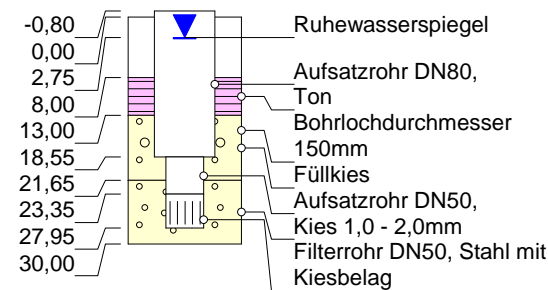 -0,80
0,00
2,75
8,00
13,00
18,55
21,65
23,35
27,95
30,00
Ruhewasserspiegel
Aufsatzrohr DN80,
Ton
Bohrlochdurchmesser
150mm
Füllkies
Aufsatzrohr DN50,
Kies 1,0 - 2,0mm
Filterrohr DN50, Stahl mit
Kiesbelag